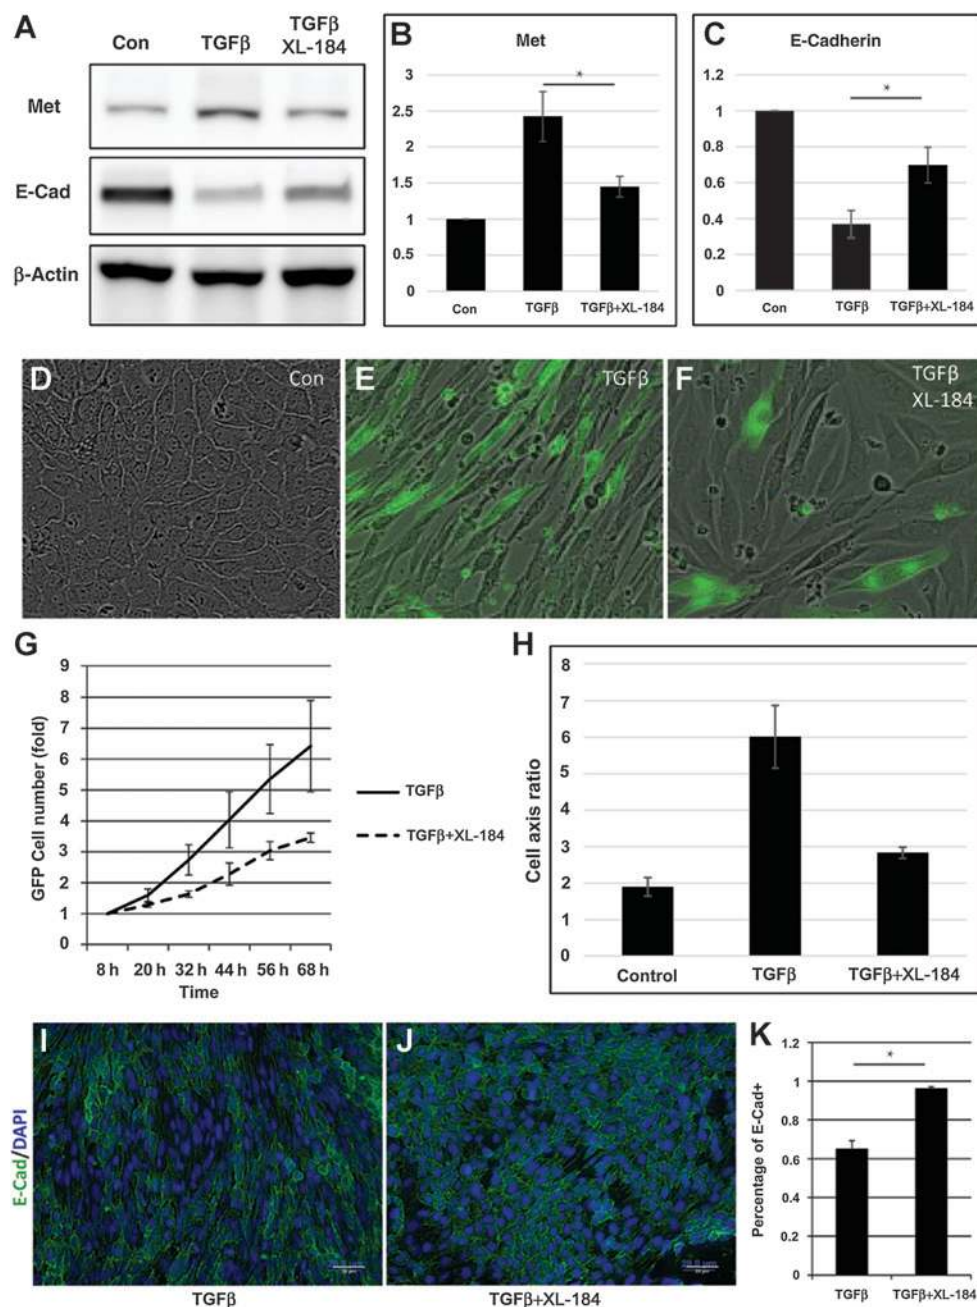 A
Con
TGFβ
TGFβ
XL-184
Met
E-Cad
β-Actin
B
Met
*
3
2.5
2
1.5
1
0.5
0
Con
TGFβ
TGFβ+XL-184
C
E-Cadherin
*
1.2
1
0.8
0.6
0.4
0.2
0
Con
TGFβ
TGFβ+XL-184
D
Con
E
TGFβ
F
TGFβ
XL-184
G
GFP Cell number (fold)
9
8
7
6
5
4
3
2
1
0
8 h
20 h
32 h
44 h
56 h
68 h
Time
TGFβ
TGFβ+XL-184
H
Cell axis ratio
8
7
6
5
4
3
2
1
0
Control
TGFβ
TGFβ+XL-184
E-Cad/DAPI
I
TGFβ
J
TGFβ+XL-184
K
Percentage of E-Cad+
*
1.2
1
0.8
0.6
0.4
0.2
0
TGFβ
TGFβ+XL-184